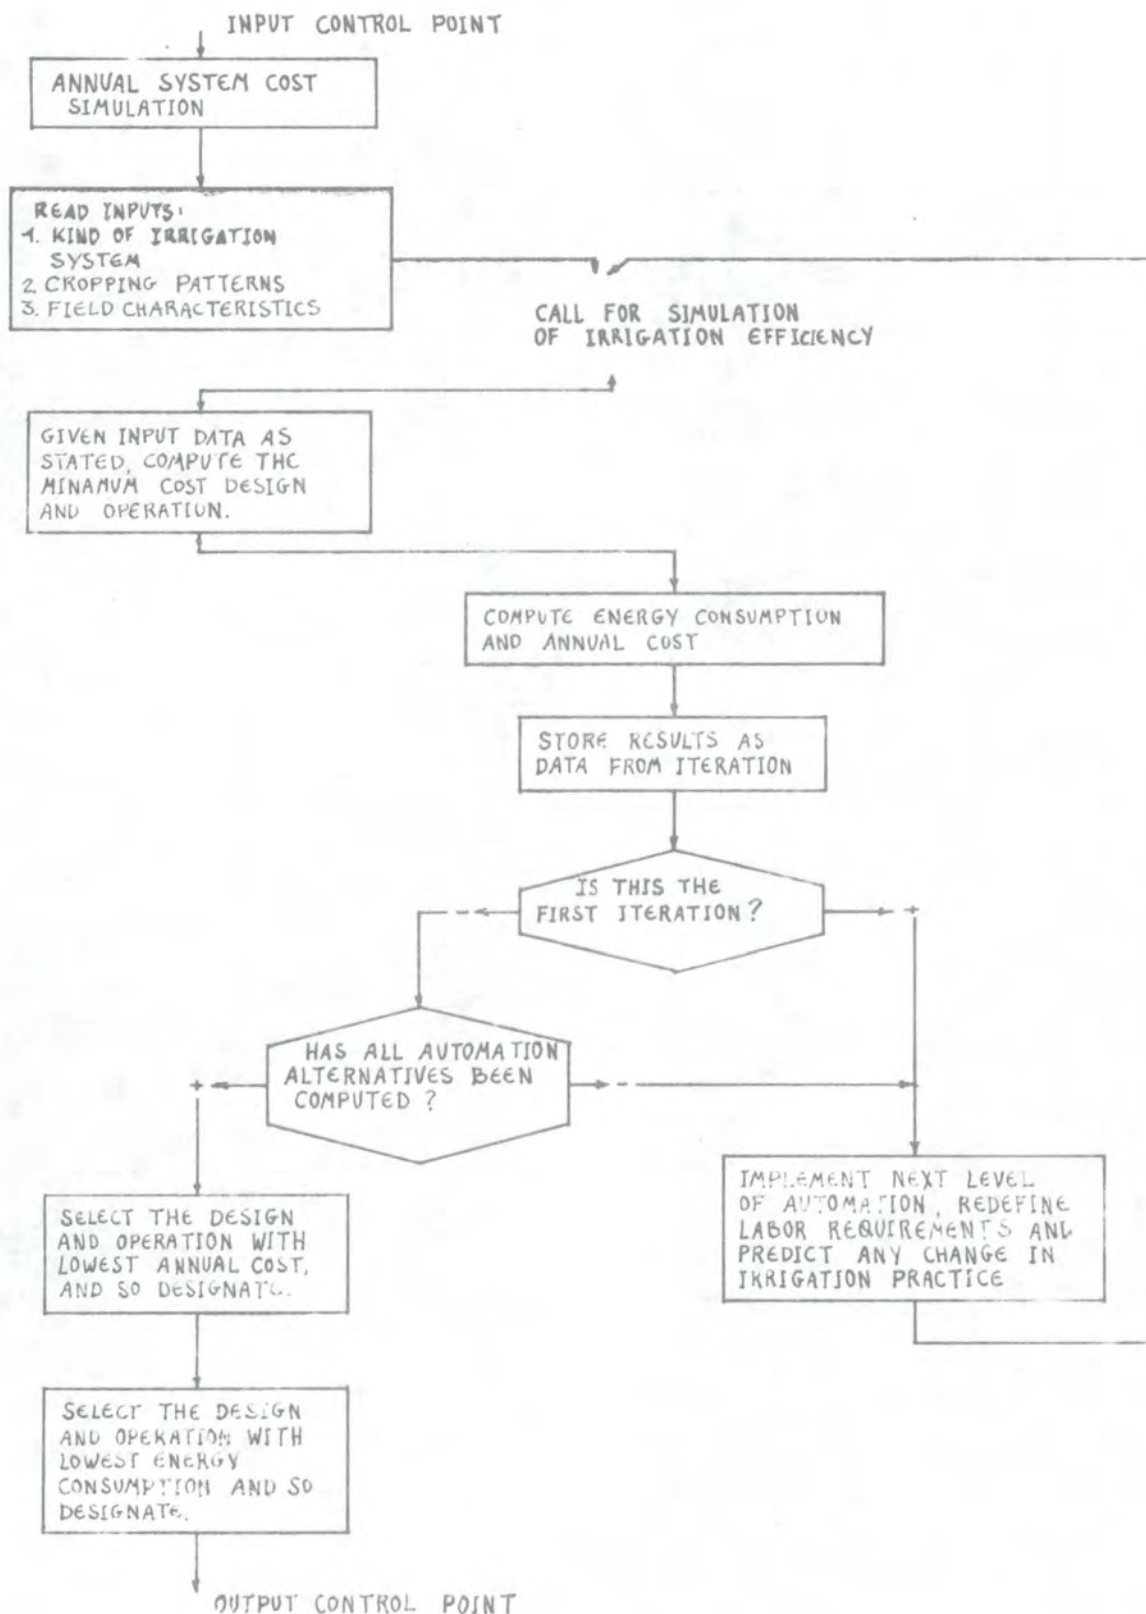 INPUT CONTROL POINT
ANNUAL SYSTEM COST
SIMULATION
READ INPUTS:
1. KIND OF IRRIGATION
SYSTEM
2. CROPPING PATTERNS
3. FIELD CHARACTERISTICS
CALL FOR SIMULATION
OF IRRIGATION EFFICIENCY
GIVEN INPUT DATA AS
STATED, COMPUTE THE
MINAMUM COST DESIGN
AND OPERATION.
COMPUTE ENERGY CONSUMPTION
AND ANNUAL COST
STORE RESULTS AS
DATA FROM ITERATION
IS THIS THE
FIRST ITERATION?
- +
HAS ALL AUTOMATION
ALTERNATIVES BEEN
COMPUTED?
+ -
IMPLEMENT NEXT LEVEL
OF AUTOMATION, REDEFINE
LABOR REQUIREMENTS AND
PREDICT ANY CHANGE IN
IRRIGATION PRACTICE
SELECT THE DESIGN
AND OPERATION WITH
LOWEST ANNUAL COST,
AND SO DESIGNATE.
SELECT THE DESIGN
AND OPERATION WITH
LOWEST ENERGY
CONSUMPTION AND SO
DESIGNATE.
OUTPUT CONTROL POINT